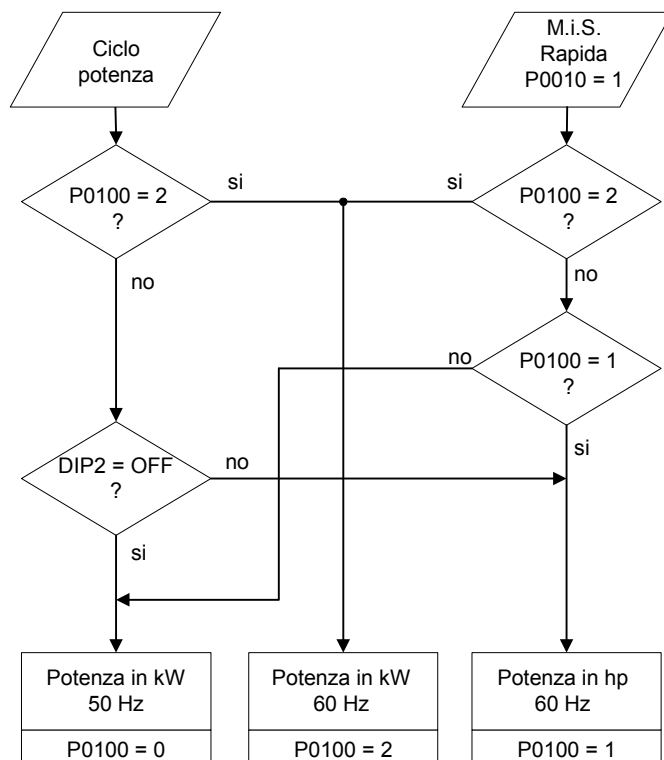 Ciclo
potenza
M.i.S.
Rapida
P0010 = 1
P0100 = 2
?
si
si
P0100 = 2
?
no
no
no
P0100 = 1
?
si
DIP2 = OFF
?
no
si
Potenza in kW
50 Hz
P0100 = 0
Potenza in kW
60 Hz
P0100 = 2
Potenza in hp
60 Hz
P0100 = 1